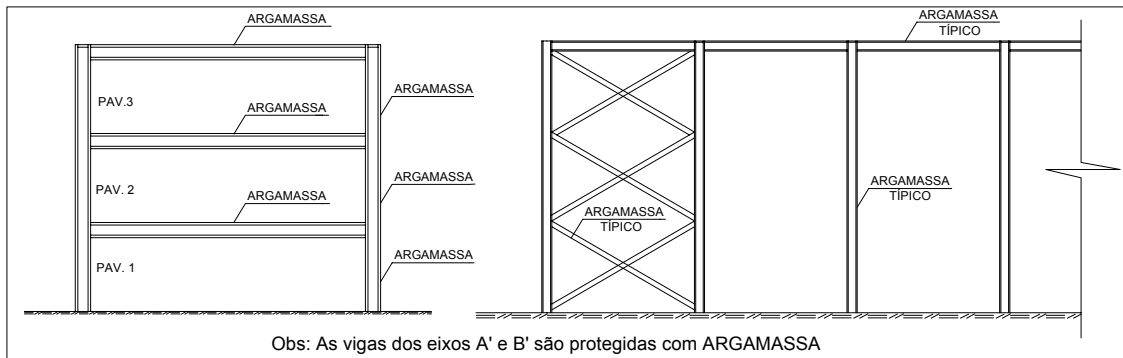 ARGAMASSA
PAV.3
ARGAMASSA
ARGAMASSA
PAV. 2
ARGAMASSA
ARGAMASSA
PAV. 1
ARGAMASSA
ARGAMASSA
TÍPICO
ARGAMASSA
TÍPICO
ARGAMASSA
TÍPICO
Obs: As vigas dos eixos A' e B' são protegidas com ARGAMASSA